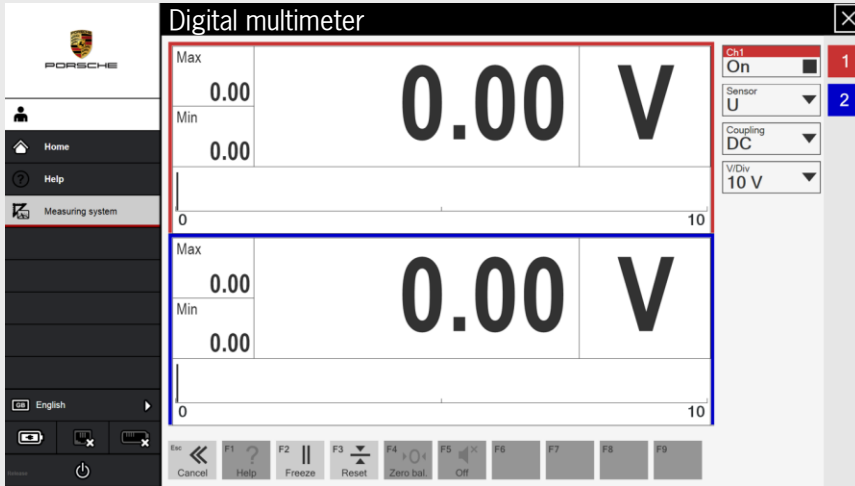 Digital multimeter
PORSCHE
Home
Help
Measuring system
GB English
Max
0.00
Min
0.00
0.00 V
0 10
Max
0.00
Min
0.00
0.00 V
0 10
Ch1
On
Sensor
U
Coupling
DC
V/Div
10 V
1
2
Esc
Cancel
F1 ?
Help
F2
Freeze
F3
Reset
F4 0
Zero bal.
F5
Off
F6
F7
F8
F9